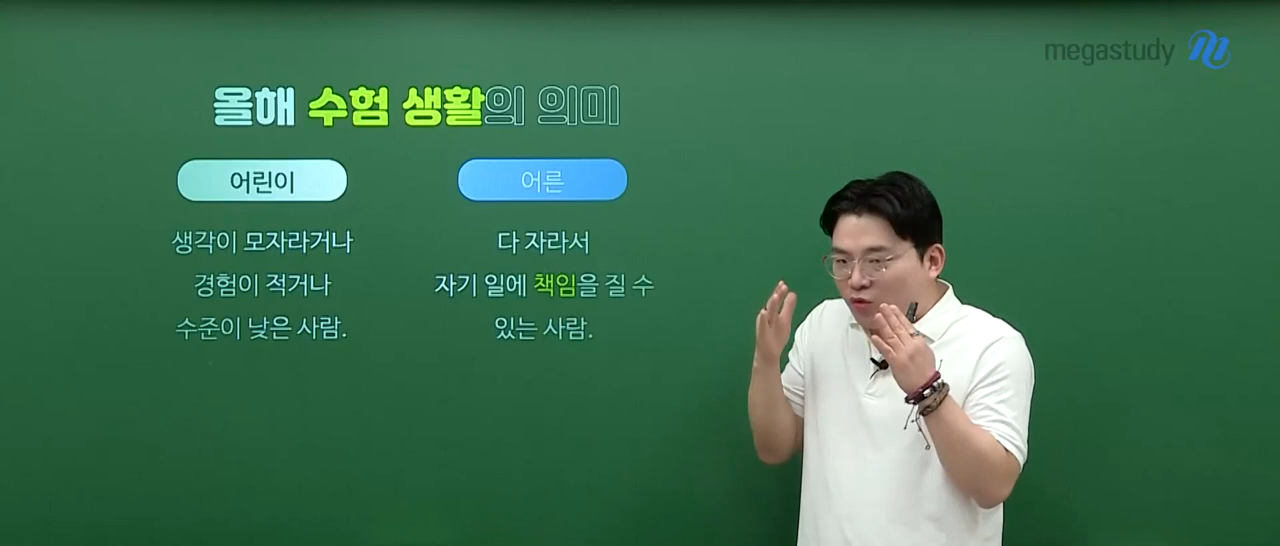 megastudy
올해 수험 생활의 의미
어린이
생각이 모자라거나
경험이 적거나
수준이 낮은 사람.
어른
다 자라서
자기 일에 책임을 질 수
있는 사람.